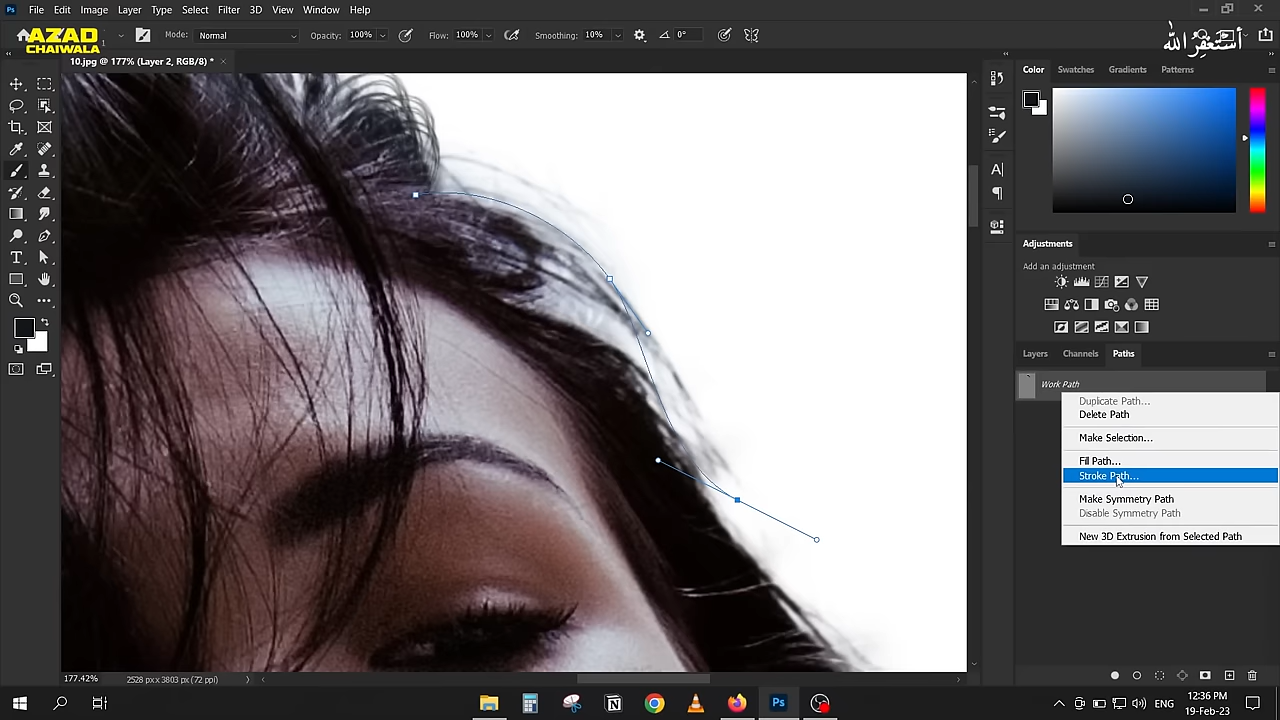 Ps File Edit Image Layer Type Select Filter 3D View Window Help
AZAD
CHAIWALA
Mode: Normal Opacity: 100% Flow: 100% Smoothing: 10% 0°
أستغفر الله
10.jpg @ 177% (Layer 2, RGB/8) * ×
Color Swatches Gradients Patterns
Adjustments
Add an adjustment
Layers Channels Paths
Work Path
Duplicate Path...
Delete Path
Make Selection...
Fill Path...
Stroke Path...
Make Symmetry Path
Disable Symmetry Path
New 3D Extrusion from Selected Path
177.42% 2528 px x 3803 px (72 ppi)
Ps ENG 12:36 PM
19-Feb-23